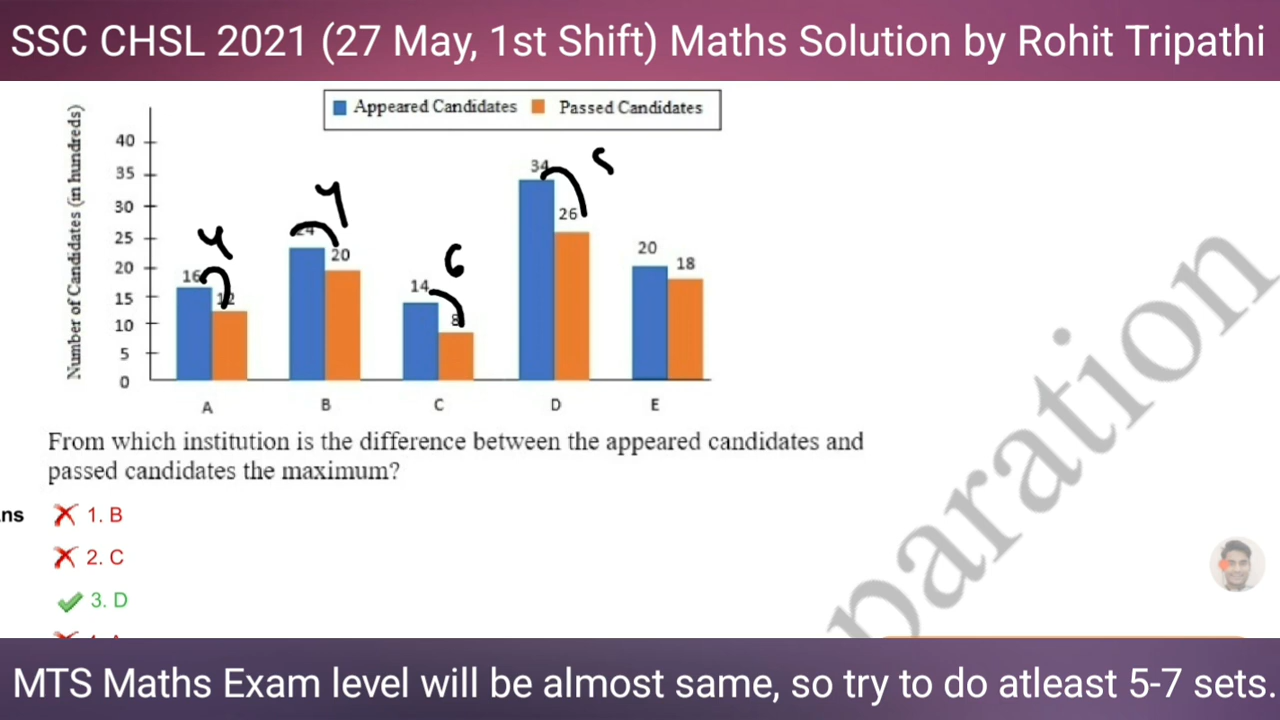 SSC CHSL 2021 (27 May, 1st Shift) Maths Solution by Rohit Tripathi
Appeared Candidates Passed Candidates
Number of Candidates (in hundreds)
40
35
30
25
20
15
10
5
0
16
12
4
24
20
4
14
8
6
34
26
20
18
A B C D E
From which institution is the difference between the appeared candidates and
passed candidates the maximum?
ns
1. B
2. C
3. D
paration
MTS Maths Exam level will be almost same, so try to do atleast 5-7 sets.